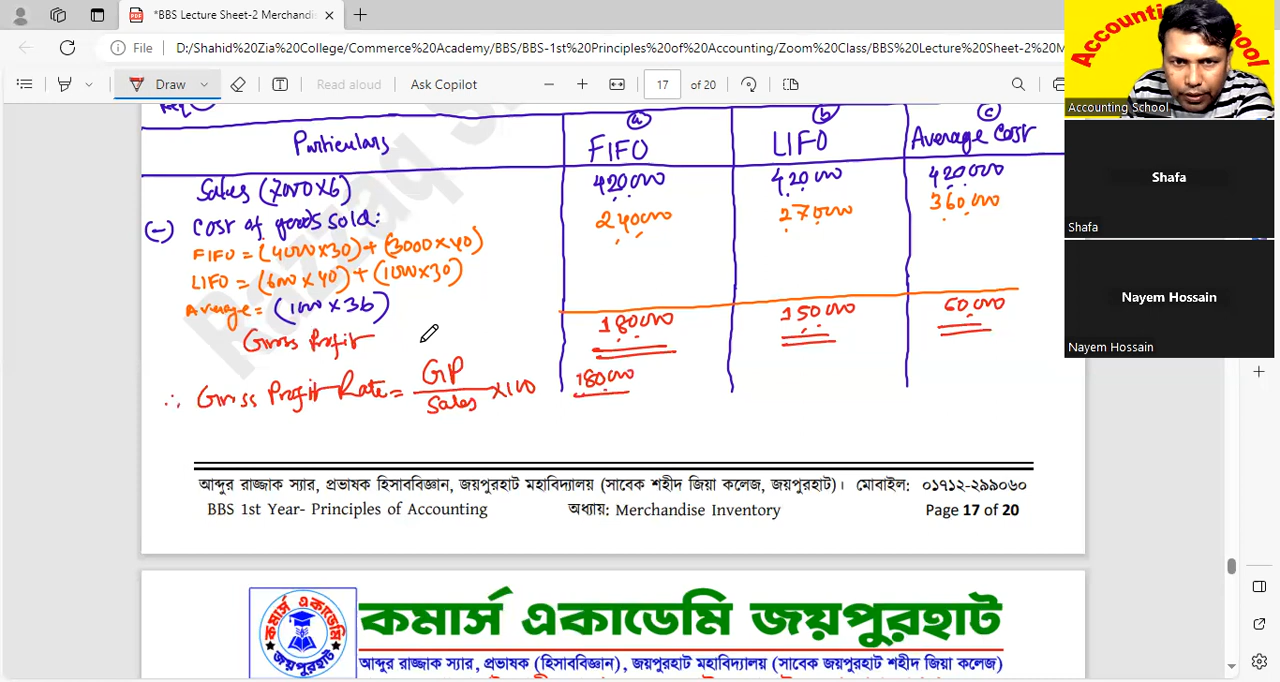 *BBS Lecture Sheet-2 Merchandi
File D:/Shahid%20Zia%20College/Commerce%20Academy/BBS/BBS-1st%20Principles%20of%20Accounting/Zoom%20Class/BBS%20Lecture%20Sheet-2%20M
Draw Read aloud Ask Copilot 17 of 20
Accounting School
Accounting School
Shafa
Shafa
Nayem Hossain
Nayem Hossain
a b c
Particulars FIFO LIFO Average Cost
Sales (7000×6) 420000 420000 420000
(-) Cost of goods sold: 240000 270000 360000
FIFO = (4000×30) + (3000×40)
LIFO = (6000×40) + (1000×30)
Average = (1000×36)
Gross Profit 180000 150000 60000
∴ Gross Profit Rate = GP/Sales ×100 180000
Razzaq S
আব্দুর রাজ্জাক স্যার, প্রভাষক হিসাববিজ্ঞান, জয়পুরহাট মহাবিদ্যালয় (সাবেক শহীদ জিয়া কলেজ, জয়পুরহাট)। মোবাইল: ০১৭১২-২৯৯০৬০
BBS 1st Year- Principles of Accounting অধ্যায়: Merchandise Inventory Page 17 of 20
কমার্স একাডেমি জয়পুরহাট
কমার্স একাডেমি
জয়পুরহাট
আব্দুর রাজ্জাক স্যার, প্রভাষক (হিসাববিজ্ঞান), জয়পুরহাট মহাবিদ্যালয় (সাবেক শহীদ জিয়া কলেজ)